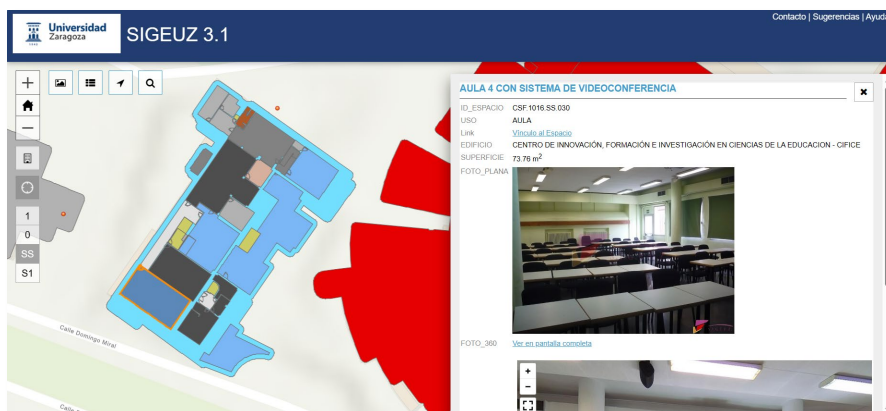 Universidad
Zaragoza
SIGEUZ 3.1
Contacto | Sugerencias | Ayuda
+
−
1
0
SS
S1
Calle Domingo Miral
AULA 4 CON SISTEMA DE VIDEOCONFERENCIA
ID_ESPACIO CSF.1016.SS.030
USO AULA
Link Vínculo al Espacio
EDIFICIO CENTRO DE INNOVACIÓN, FORMACIÓN E INVESTIGACIÓN EN CIENCIAS DE LA EDUCACION - CIFICE
SUPERFICIE 73.76 m²
FOTO_PLANA
FOTO_360 Ver en pantalla completa
+
−